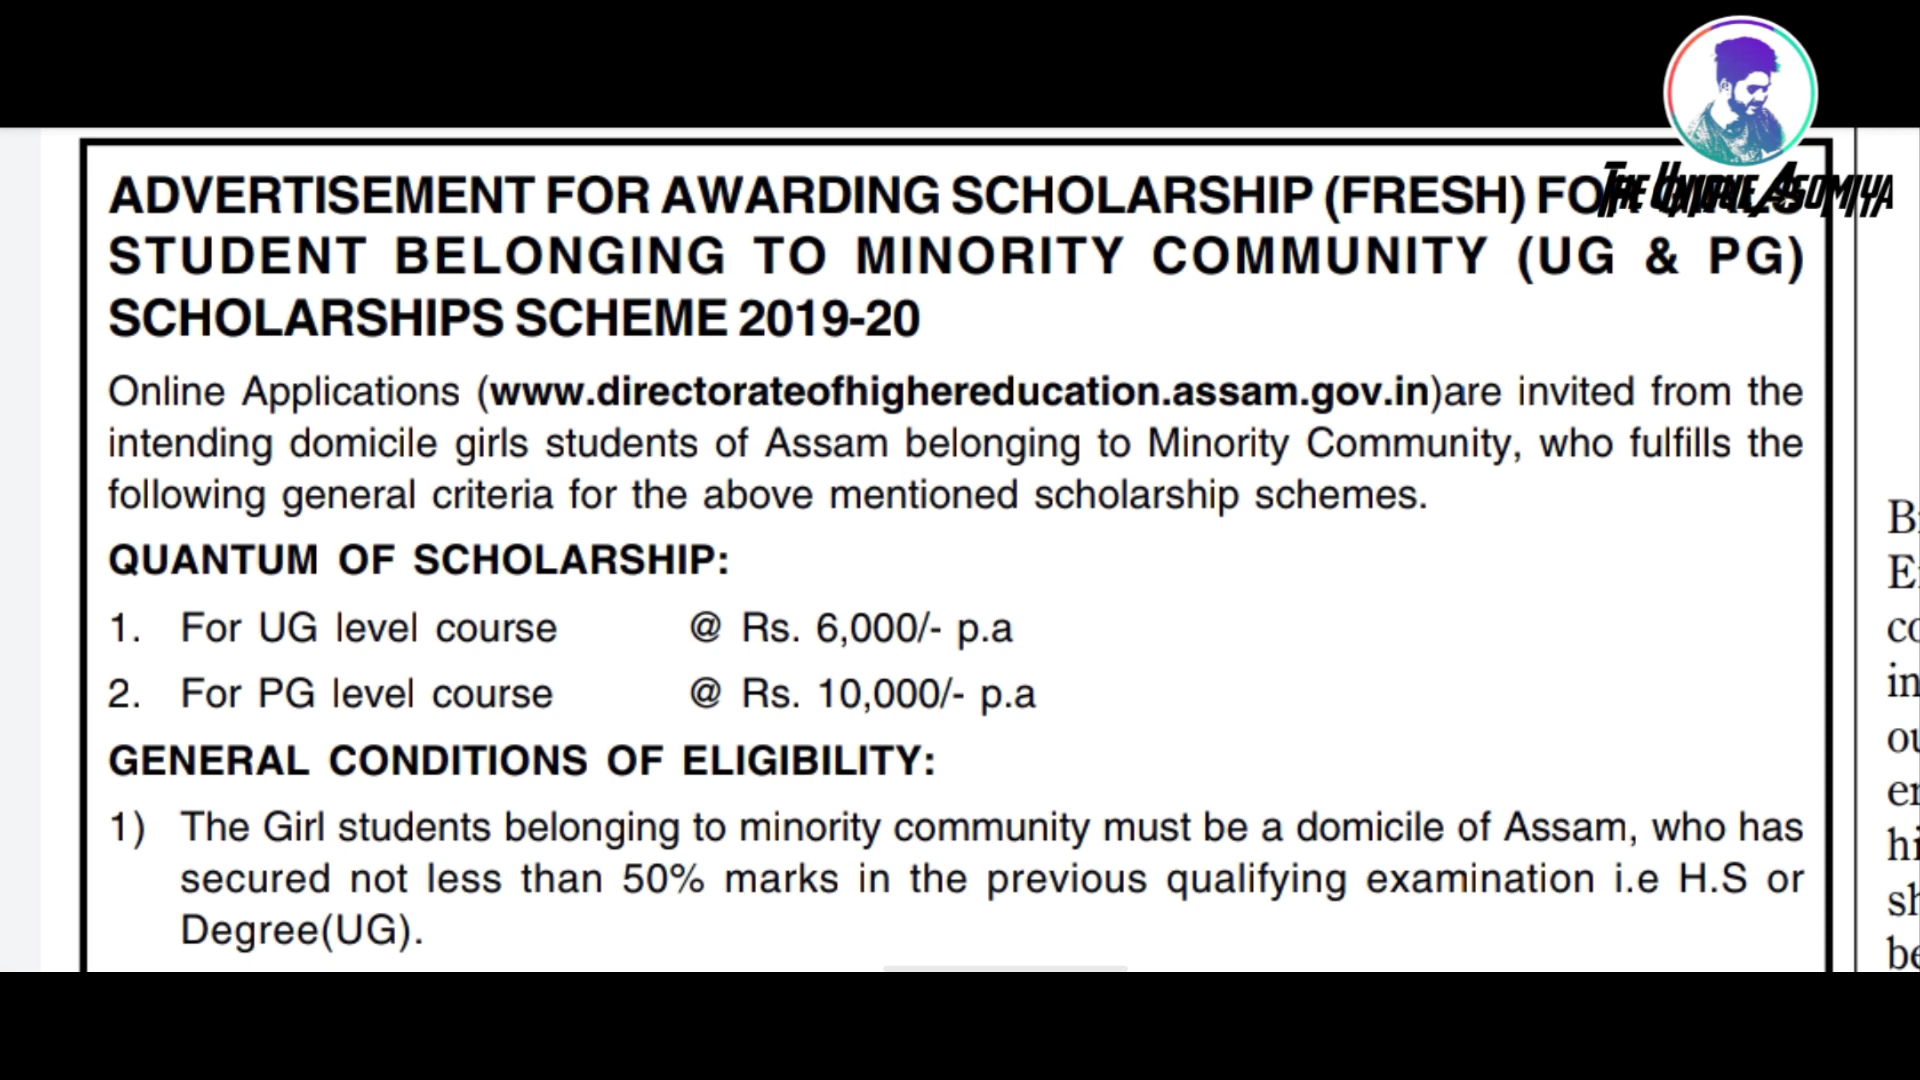 THE UNIQUE ASOMIYA
ADVERTISEMENT FOR AWARDING SCHOLARSHIP (FRESH)
STUDENT BELONGING TO MINORITY COMMUNITY (UG & PG)
SCHOLARSHIPS SCHEME 2019-20
Online Applications (www.directorateofhighereducation.assam.gov.in)are invited from the
intending domicile girls students of Assam belonging to Minority Community, who fulfills the
following general criteria for the above mentioned scholarship schemes.
QUANTUM OF SCHOLARSHIP:
1. For UG level course @ Rs. 6,000/- p.a
2. For PG level course @ Rs. 10,000/- p.a
GENERAL CONDITIONS OF ELIGIBILITY:
1) The Girl students belonging to minority community must be a domicile of Assam, who has
secured not less than 50% marks in the previous qualifying examination i.e H.S or
Degree(UG).